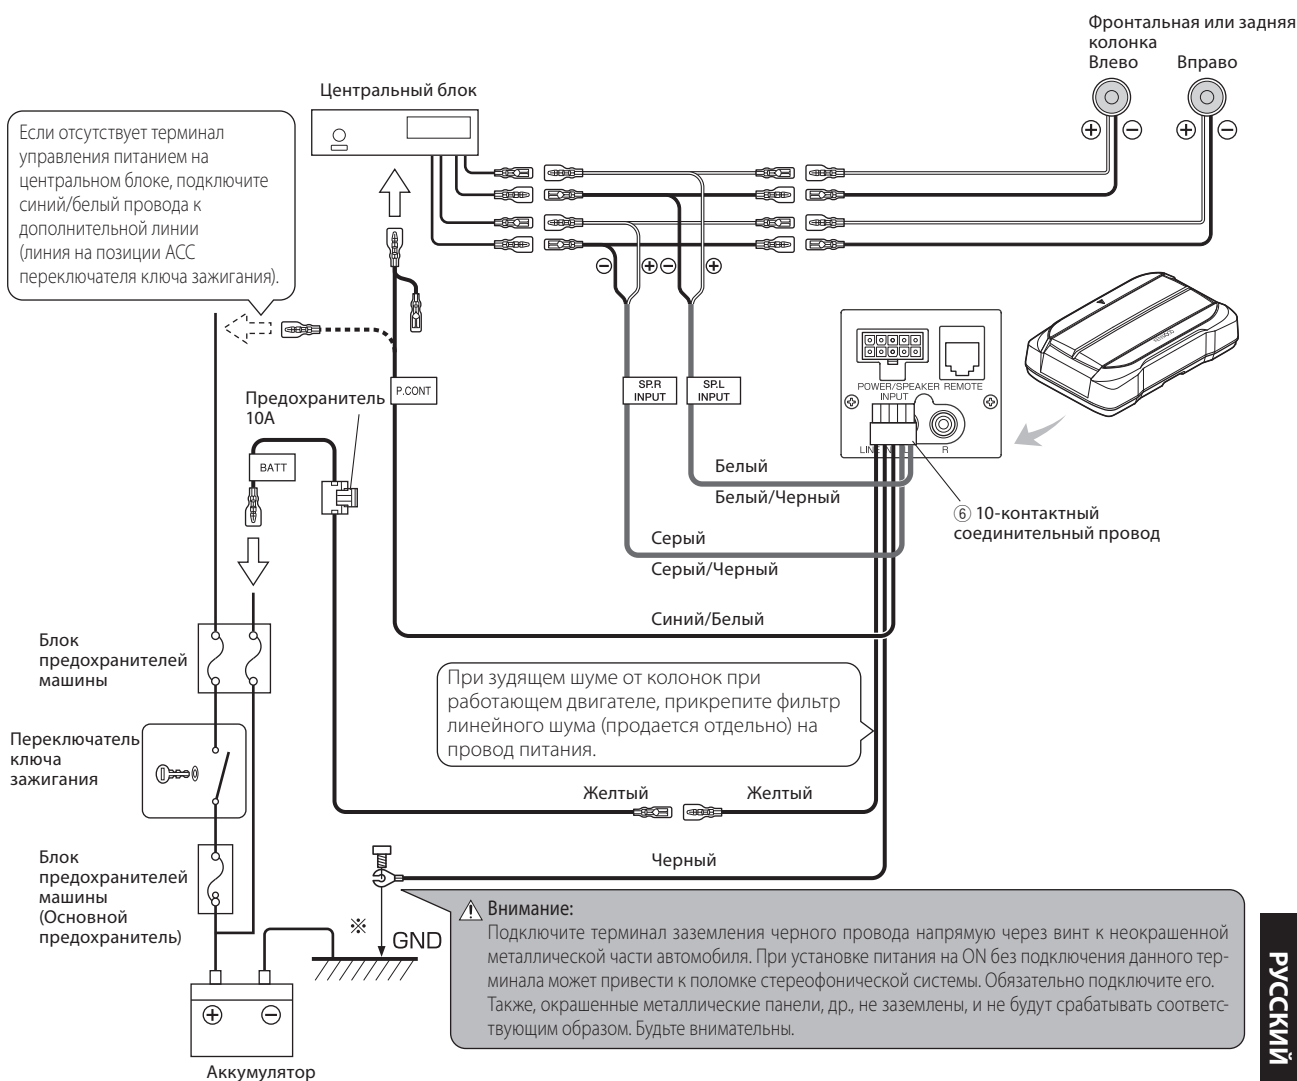 Фронтальная или задняя
колонка
Влево
Вправо
Центральный блок
Если отсутствует терминал
управления питанием на
центральном блоке, подключите
синий/белый провода к
дополнительной линии
(линия на позиции ACC
переключателя ключа зажигания).
P.CONT
SP.R
INPUT
SP.L
INPUT
POWER/SPEAKER
INPUT
REMOTE
R
Предохранитель
10A
BATT
Белый
Белый/Черный
⑥ 10-контактный
соединительный провод
Серый
Серый/Черный
Синий/Белый
Блок
предохранителей
машины
При зудящем шуме от колонок при
работающем двигателе, прикрепите фильтр
линейного шума (продается отдельно) на
провод питания.
Переключатель
ключа
зажигания
Желтый
Желтый
Блок
предохранителей
машины
(Основной
предохранитель)
Черный
※
GND
Внимание:
Подключите терминал заземления черного провода напрямую через винт к неокрашенной
металлической части автомобиля. При установке питания на ON без подключения данного тер-
минала может привести к поломке стереофонической системы. Обязательно подключите его.
Также, окрашенные металлические панели, др., не заземлены, и не будут срабатывать соответс-
твующим образом. Будьте внимательны.
Аккумулятор
РУССКИЙ